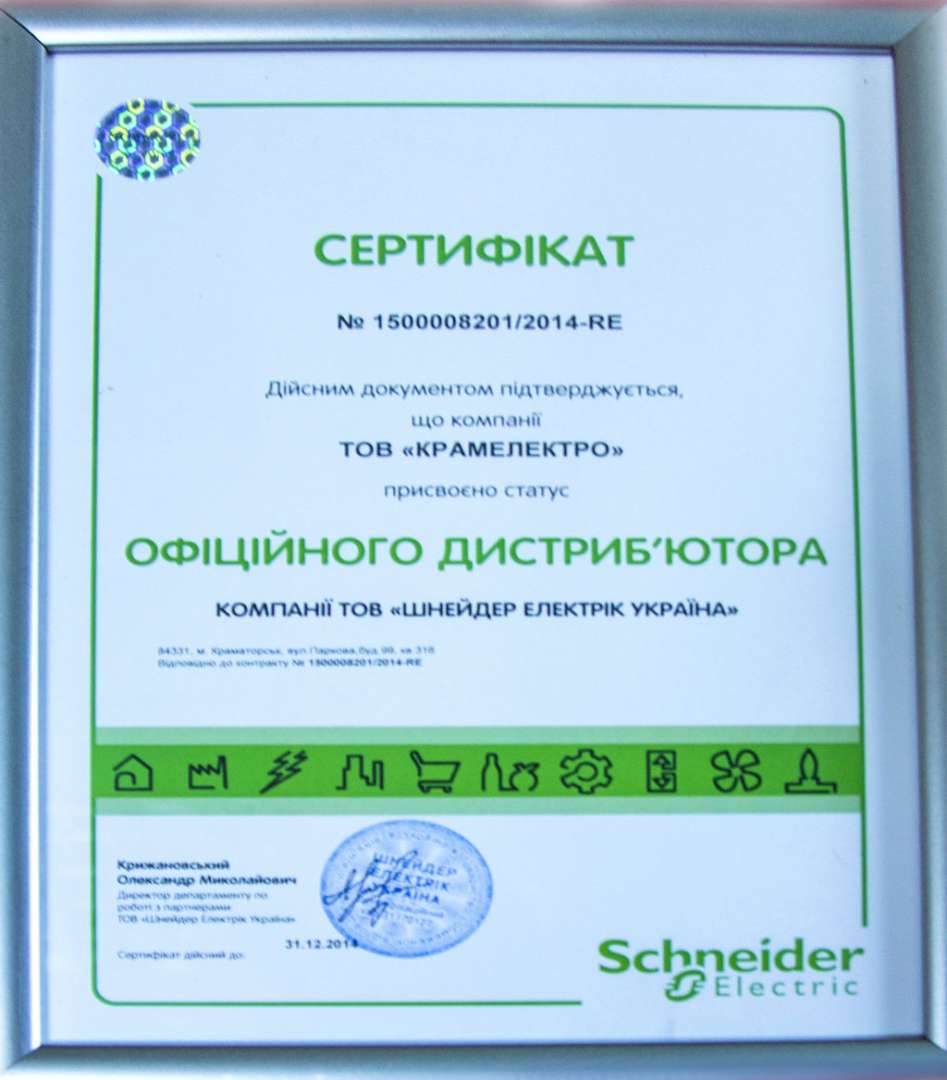 СЕРТИФІКАТ
№ 1500008201/2014-RE
Дійсним документом підтверджується,
що компанії
ТОВ «КРАМЕЛЕКТРО»
присвоєно статус
ОФІЦІЙНОГО ДИСТРИБ’ЮТОРА
КОМПАНІЇ ТОВ «ШНЕЙДЕР ЕЛЕКТРІК УКРАЇНА»
84331, м. Краматорськ, вул.Паркова,буд 99, кв 316
Відповідно до контракту № 1500008201/2014-RE
Крижановський
Олександр Миколайович
Директор департаменту по
роботі з партнерами
ТОВ «Шнейдер Електрік Україна»
Сертифікат дійсний до: 31.12.2014
ШНЕЙДЕР
ЕЛЕКТРІК
УКРАЇНА
Schneider
Electric